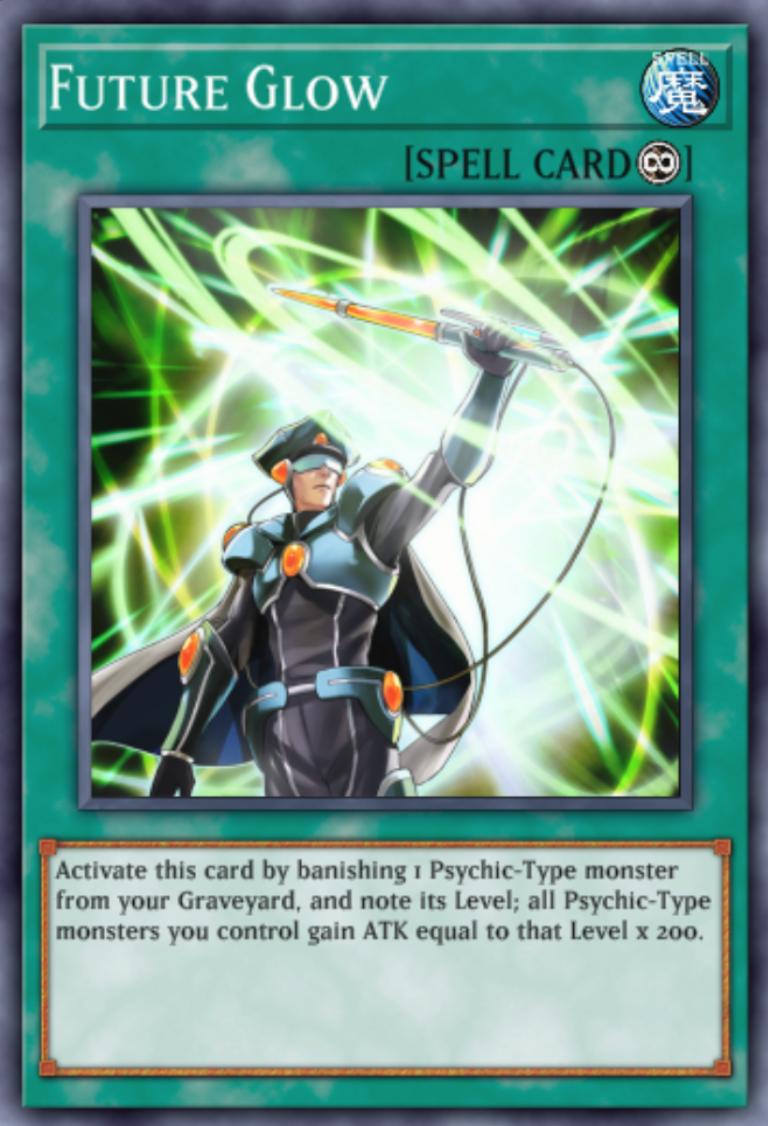 FUTURE GLOW
SPELL
魔
[SPELL CARD∞]
Activate this card by banishing 1 Psychic-Type monster
from your Graveyard, and note its Level; all Psychic-Type
monsters you control gain ATK equal to that Level x 200.